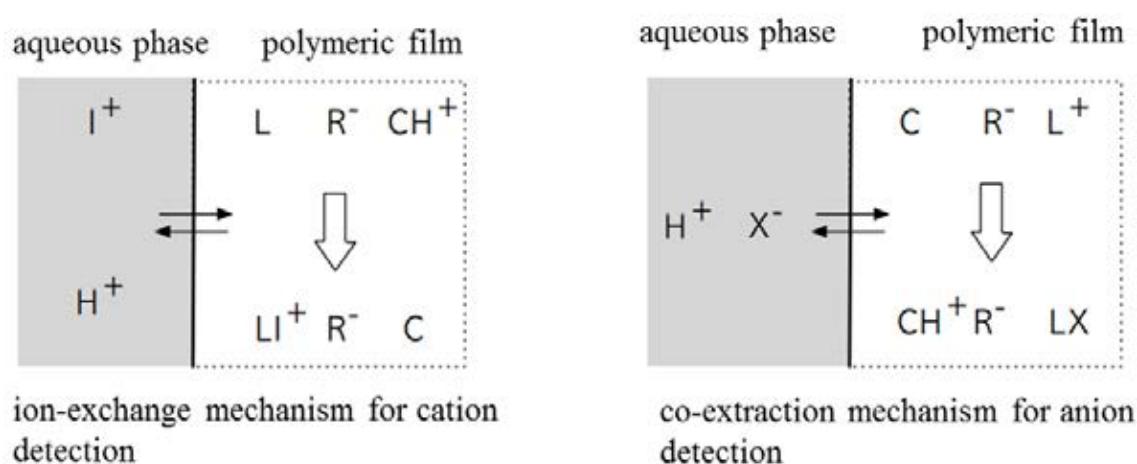 aqueous phase polymeric film
I⁺ L R⁻ CH⁺
H⁺
LI⁺ R⁻ C
ion-exchange mechanism for cation
detection
aqueous phase polymeric film
C R⁻ L⁺
H⁺ X⁻
CH⁺ R⁻ LX
co-extraction mechanism for anion
detection